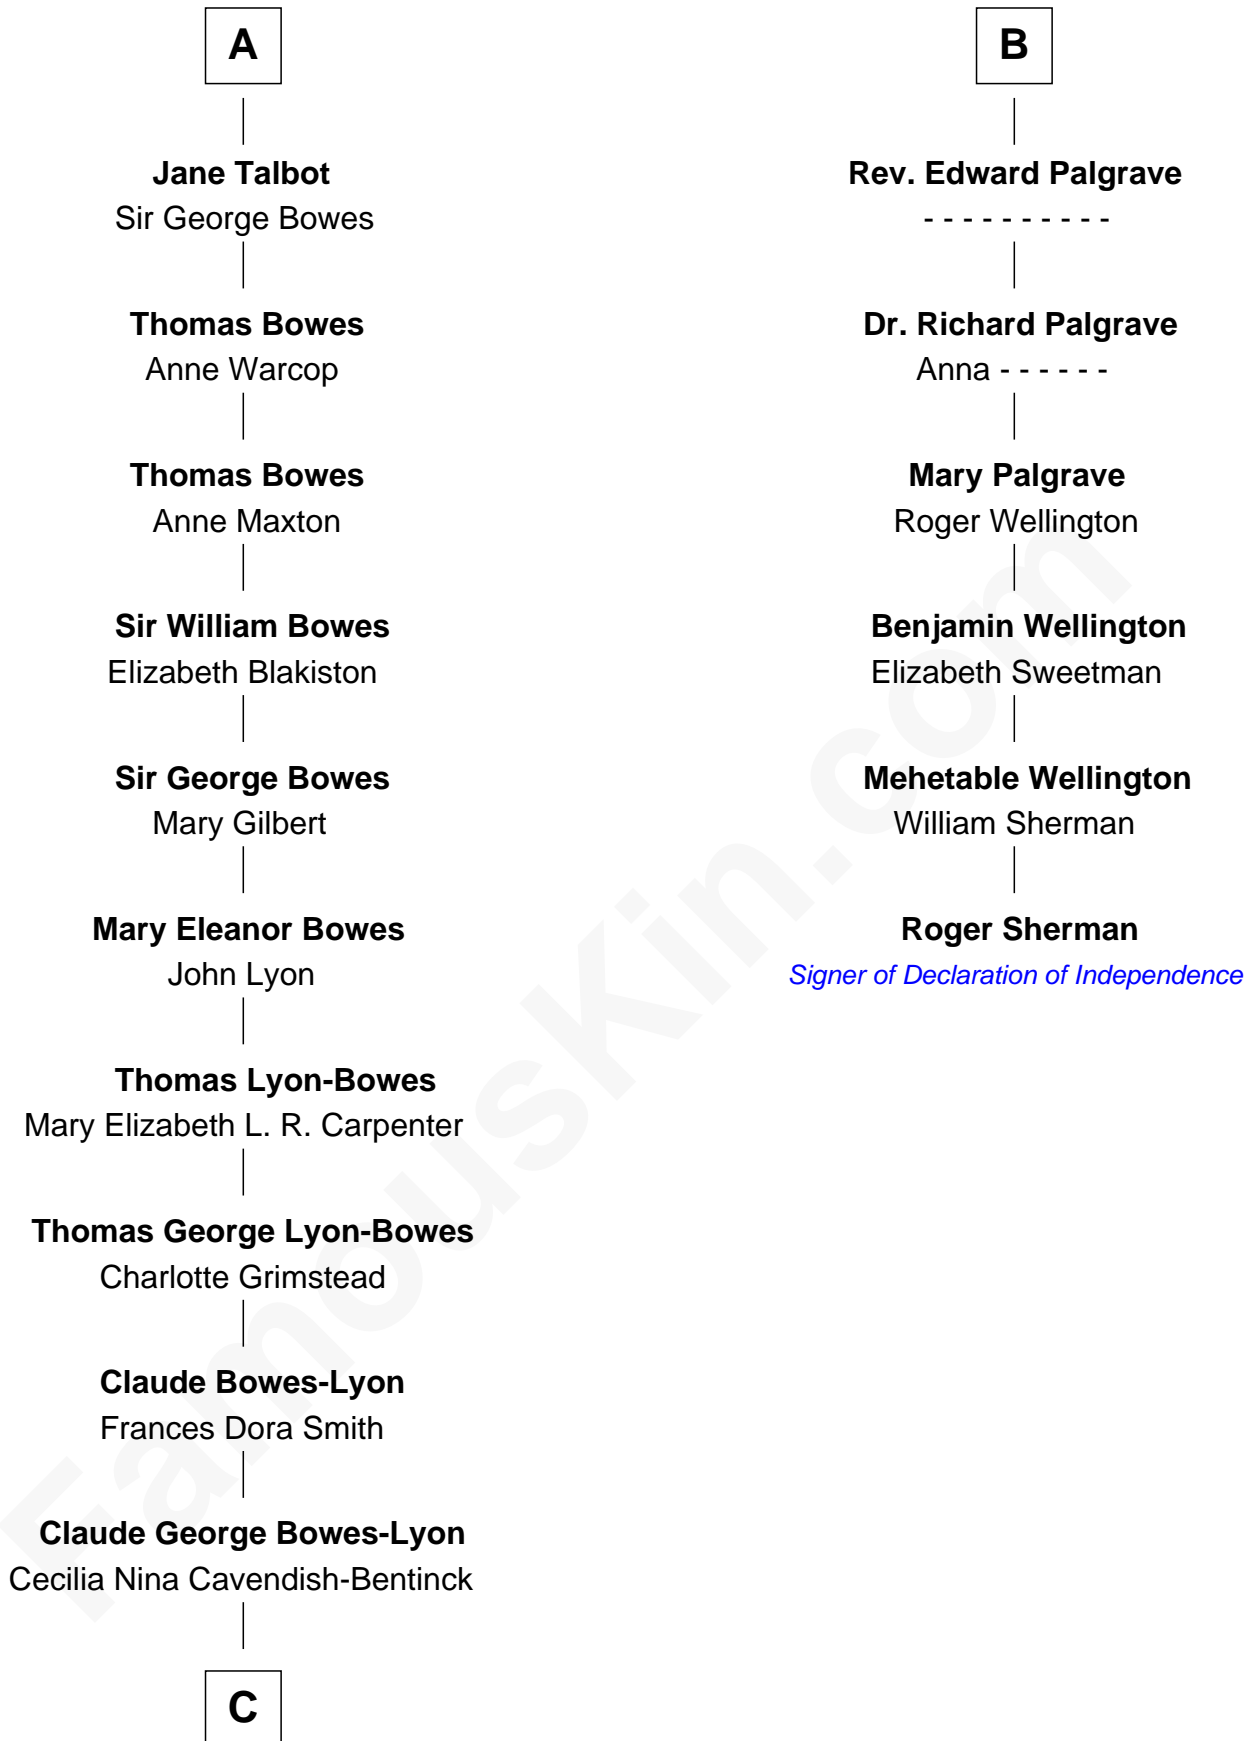 A
Jane Talbot
Sir George Bowes
Thomas Bowes
Anne Warcop
Thomas Bowes
Anne Maxton
Sir William Bowes
Elizabeth Blakiston
Sir George Bowes
Mary Gilbert
Mary Eleanor Bowes
John Lyon
Thomas Lyon-Bowes
Mary Elizabeth L. R. Carpenter
Thomas George Lyon-Bowes
Charlotte Grimstead
Claude Bowes-Lyon
Frances Dora Smith
Claude George Bowes-Lyon
Cecilia Nina Cavendish-Bentinck
C
B
Rev. Edward Palgrave
- - - - - - - - - -
Dr. Richard Palgrave
Anna - - - - - -
Mary Palgrave
Roger Wellington
Benjamin Wellington
Elizabeth Sweetman
Mehetable Wellington
William Sherman
Roger Sherman
Signer of Declaration of Independence
FamousKin.com